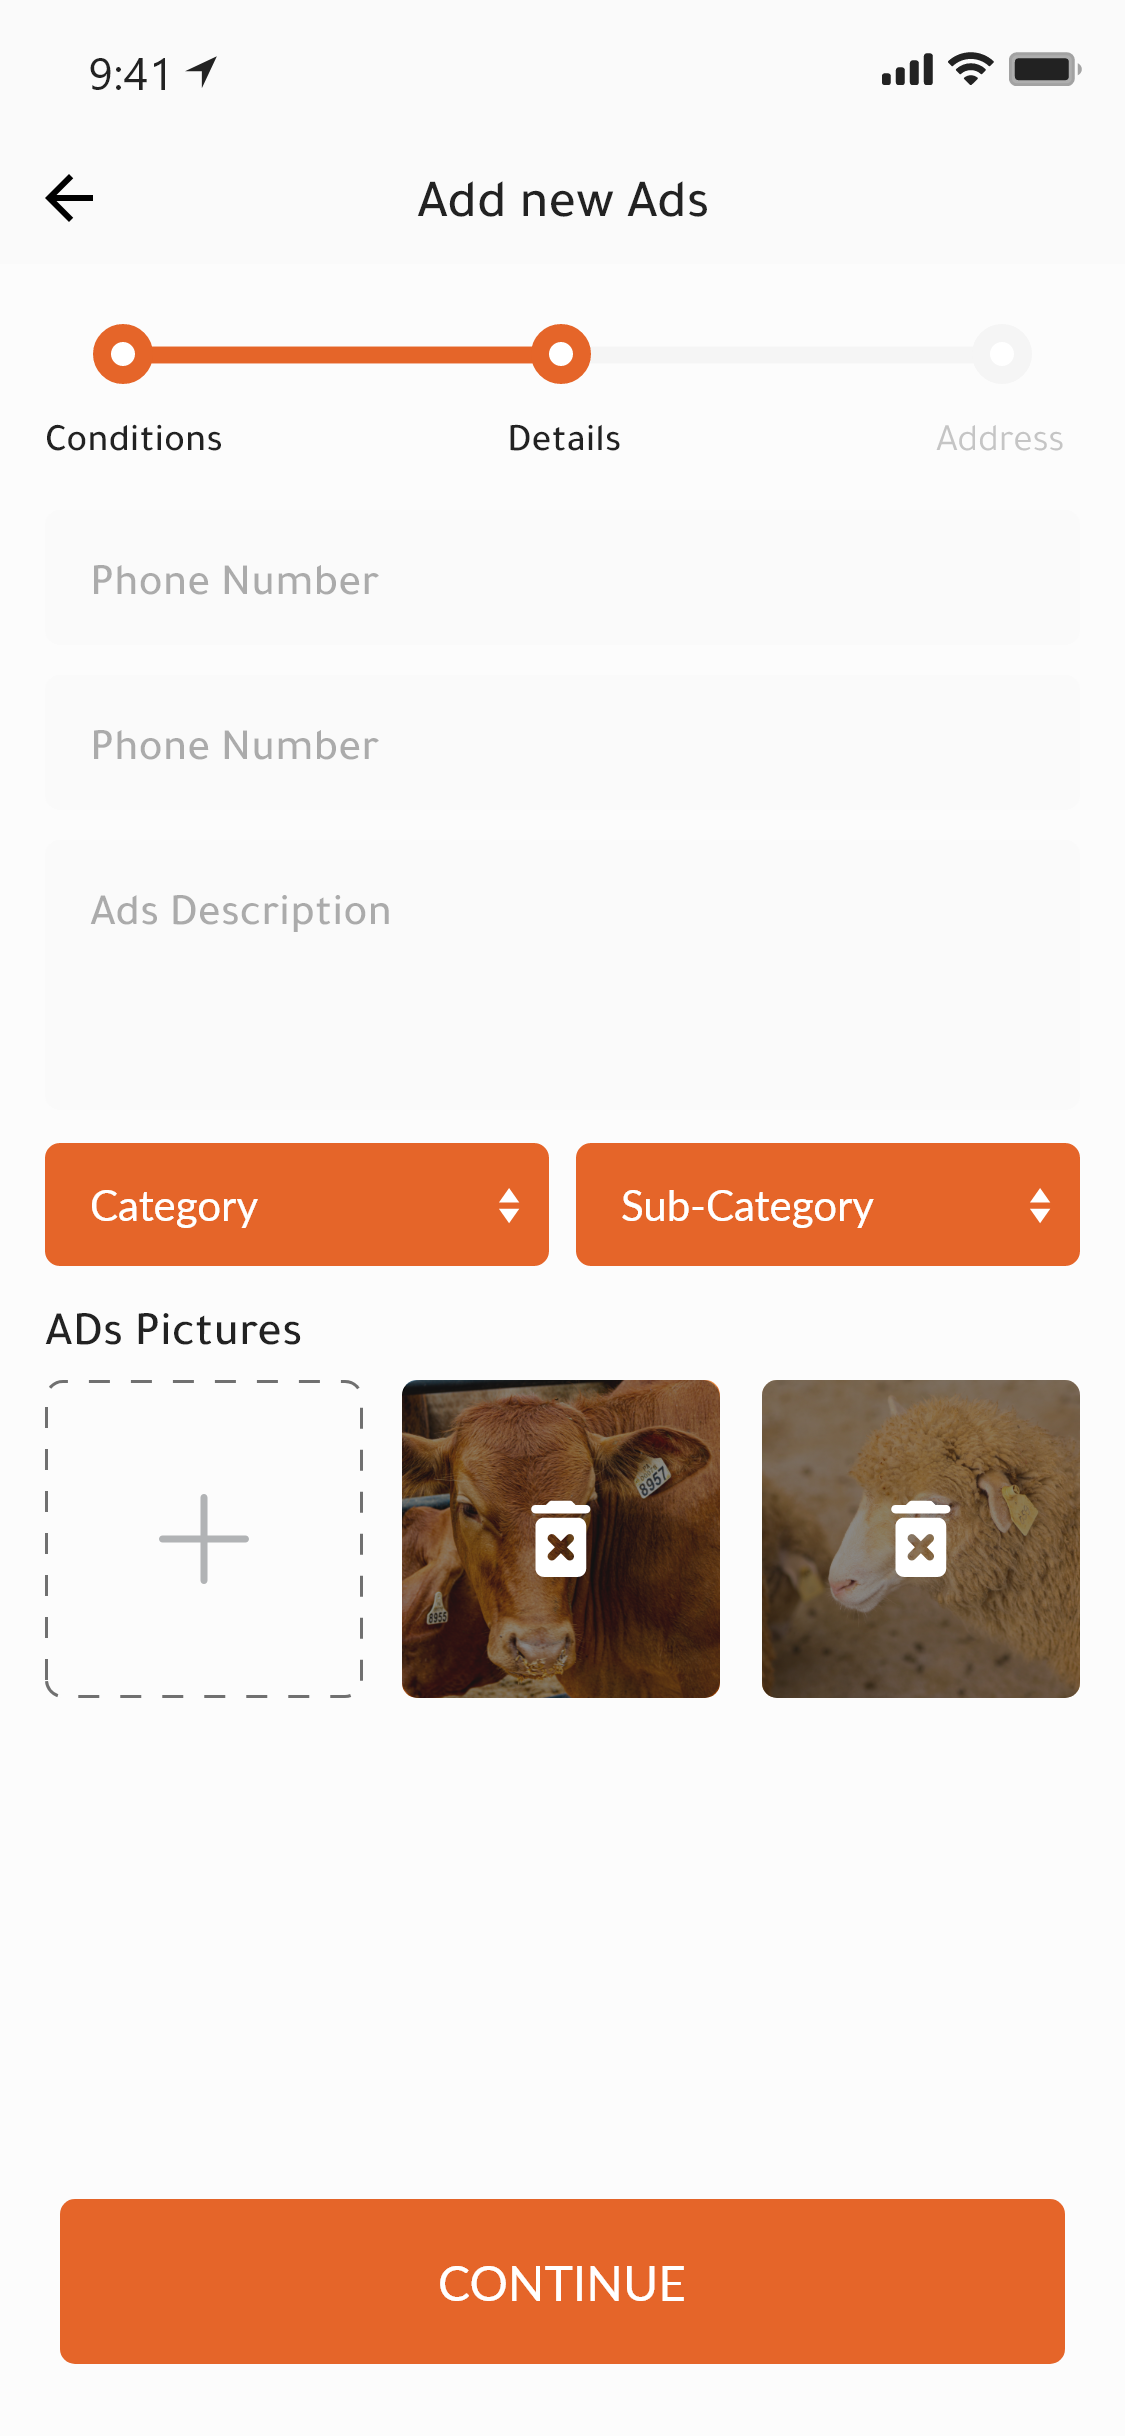 9:41
Add new Ads
Conditions Details Address
Phone Number
Phone Number
Ads Description
Category Sub-Category
ADs Pictures
8957
8955
CONTINUE